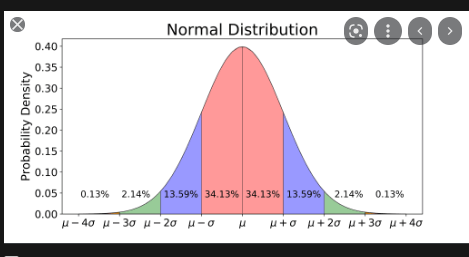 Normal Distribution
Probability Density
0.40
0.35
0.30
0.25
0.20
0.15
0.10
0.05
0.00
0.13% 2.14% 13.59% 34.13% 34.13% 13.59% 2.14% 0.13%
μ − 4σ μ − 3σ μ − 2σ μ − σ μ μ + σ μ + 2σ μ + 3σ μ + 4σ